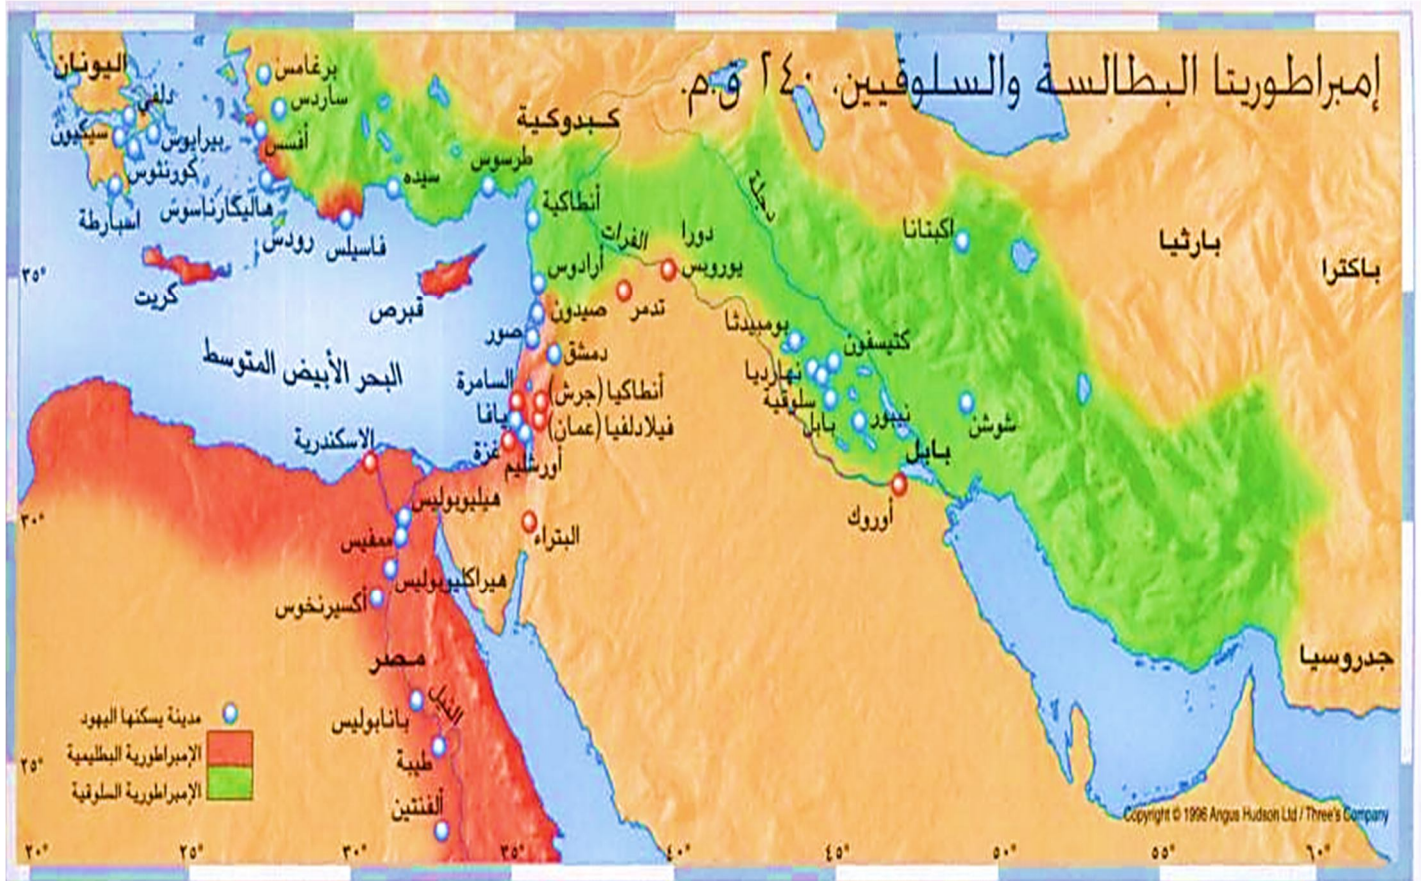 إمبراطوريتا البطالسة والسلوقيين، ٢٤٠ ق.م.
اليونان
دلفي
سيكيون
بيرايوس
كورنثوس
اسبارطة
برغامس
ساردس
أفسس
هاليكارناسوس
رودس
فاسيلس
سيده
طرسوس
كبدوكية
كريت
قبرص
البحر الأبيض المتوسط
أنطاكية
أرادوس
صيدون
صور
دمشق
السامرة
أنطاكيا (جرش)
يافا
فيلادلفيا (عمان)
غزة
أورشليم
البتراء
الفرات
دجلة
دورا
يوروبس
تدمر
بومبيدثا
كتيسفون
نهارديا
سلوقية
بابل
نيبور
بابل
أوروك
شوشن
اكبتانا
بارثيا
باكترا
جدروسيا
الاسكندرية
هيليوبوليس
ممفيس
هيراكليوبوليس
أكسيرنخوس
مصر
النيل
بانابوليس
طيبة
ألفنتين
مدينة يسكنها اليهود
الإمبراطورية البطليمية
الإمبراطورية السلوقية
٣٥°
٣٠°
٢٥°
٢٠°
٢٥°
٣٠°
٣٥°
٤٠°
٤٥°
٥٠°
٥٥°
٦٠°
Copyright © 1996 Angus Hudson Ltd / Three's Company